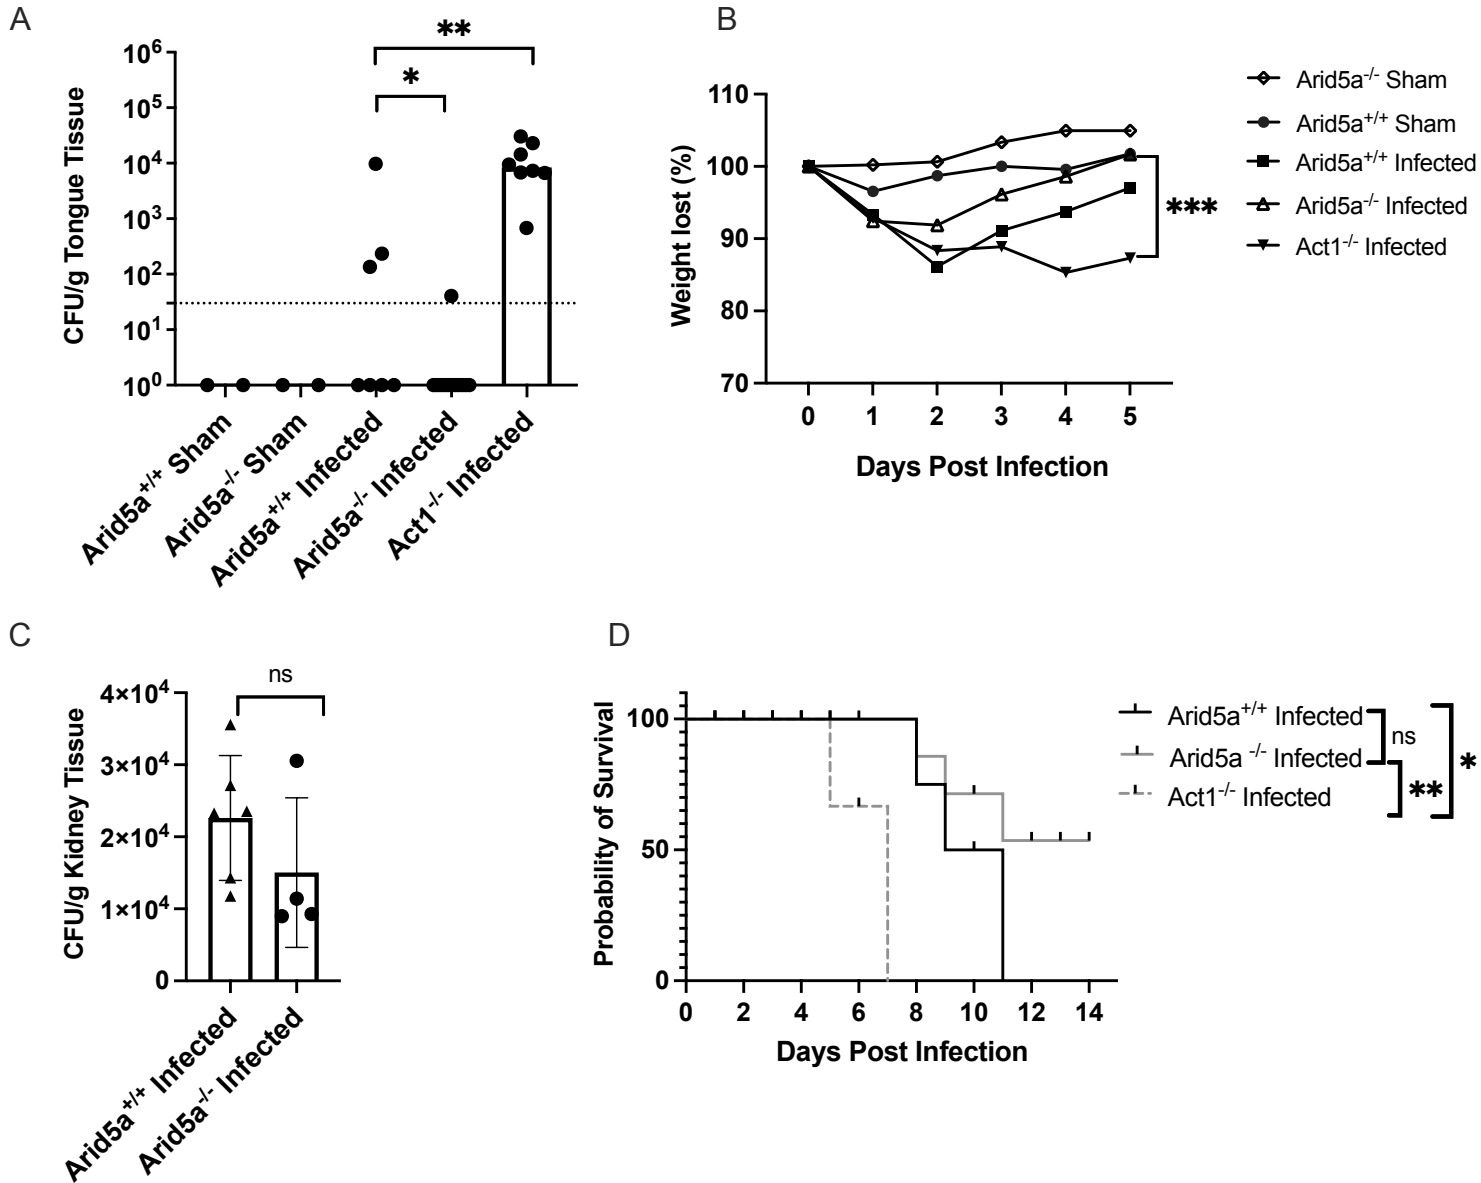 A
CFU/g Tongue Tissue
10⁶
10⁵
10⁴
10³
10²
10¹
10⁰
**
*
Arid5a+/+ Sham
Arid5a-/- Sham
Arid5a+/+ Infected
Arid5a-/- Infected
Act1-/- Infected
B
Weight lost (%)
110
100
90
80
70
0 1 2 3 4 5
Days Post Infection
***
Arid5a-/- Sham
Arid5a+/+ Sham
Arid5a+/+ Infected
Arid5a-/- Infected
Act1-/- Infected
C
CFU/g Kidney Tissue
4×10⁴
3×10⁴
2×10⁴
1×10⁴
0
ns
Arid5a+/+ Infected
Arid5a-/- Infected
D
Probability of Survival
100
50
0
0 2 4 6 8 10 12 14
Days Post Infection
Arid5a+/+ Infected
Arid5a -/- Infected
Act1-/- Infected
ns
**
*